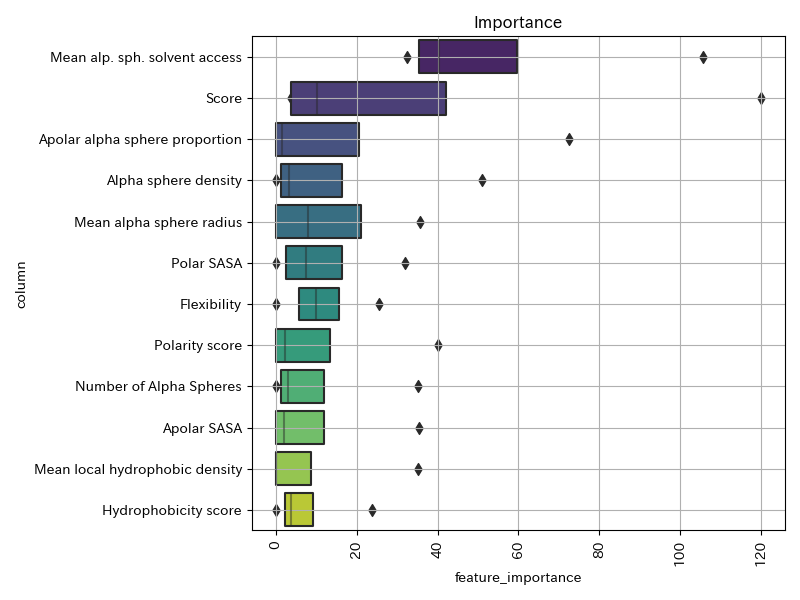 Importance
Mean alp. sph. solvent access
Score
Apolar alpha sphere proportion
Alpha sphere density
Mean alpha sphere radius
Polar SASA
Flexibility
Polarity score
Number of Alpha Spheres
Apolar SASA
Mean local hydrophobic density
Hydrophobicity score
column
0 20 40 60 80 100 120
feature_importance